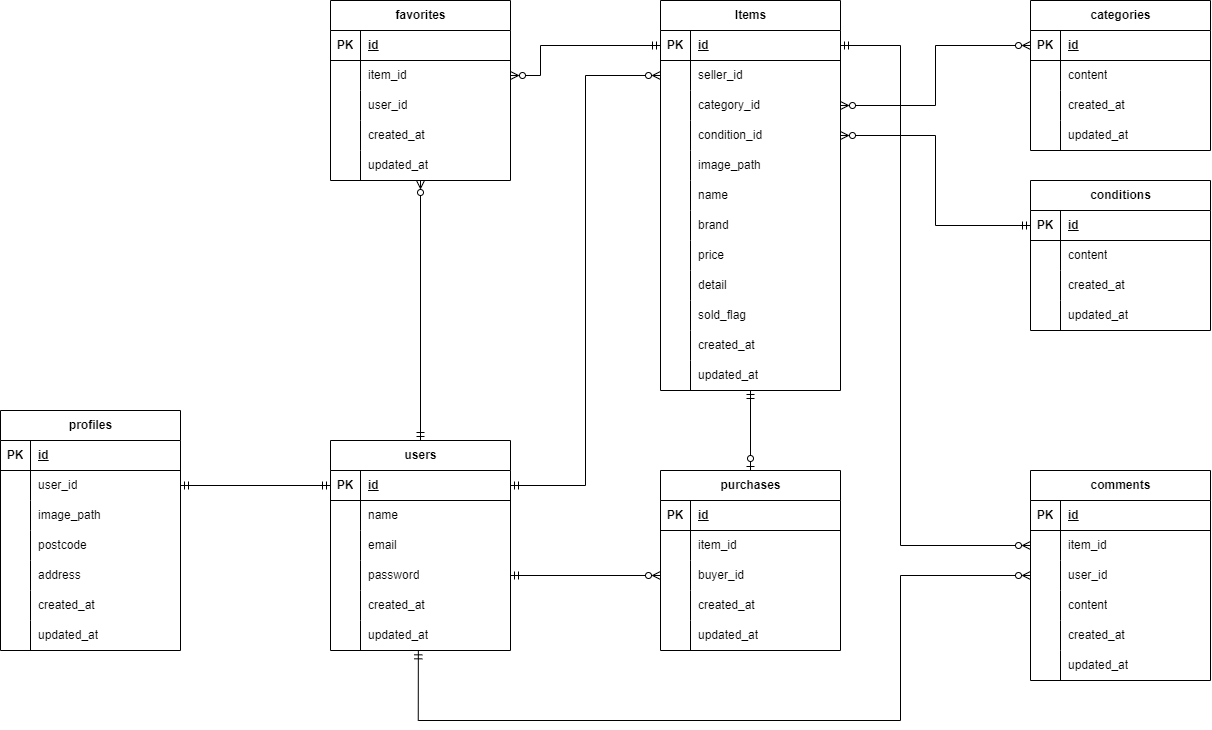 favorites
PK id
item_id
user_id
created_at
updated_at
Items
PK id
seller_id
category_id
condition_id
image_path
name
brand
price
detail
sold_flag
created_at
updated_at
categories
PK id
content
created_at
updated_at
conditions
PK id
content
created_at
updated_at
profiles
PK id
user_id
image_path
postcode
address
created_at
updated_at
users
PK id
name
email
password
created_at
updated_at
purchases
PK id
item_id
buyer_id
created_at
updated_at
comments
PK id
item_id
user_id
content
created_at
updated_at